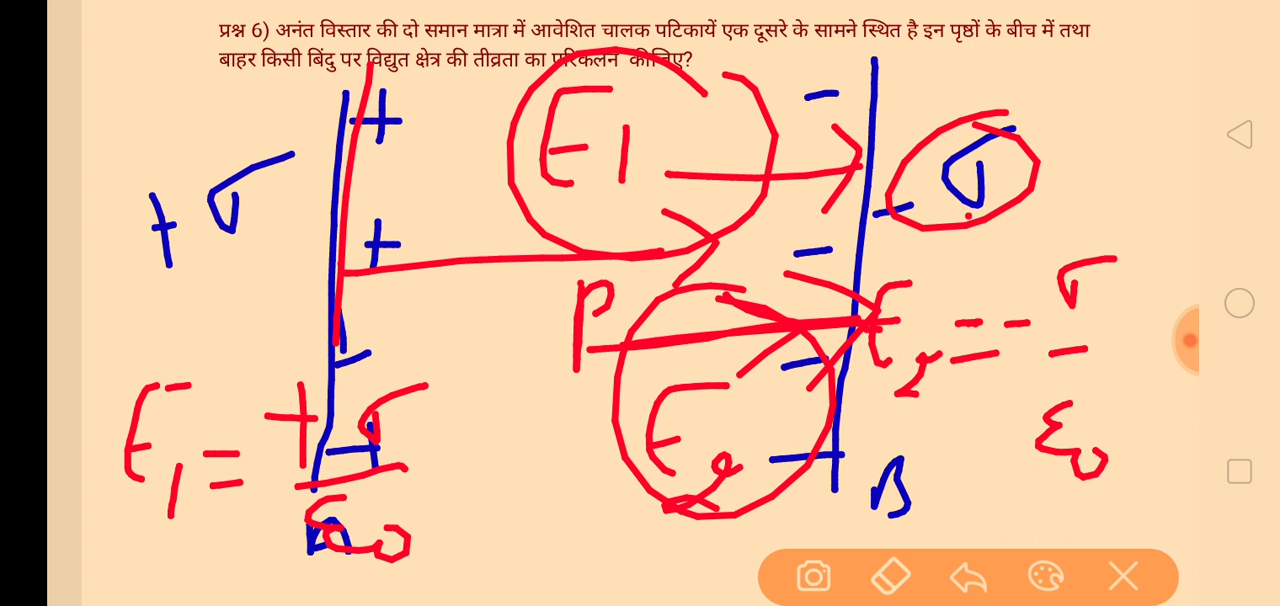 प्रश्न 6) अनंत विस्तार की दो समान मात्रा में आवेशित चालक पटिकायें एक दूसरे के सामने स्थित है इन पृष्ठों के बीच में तथा
बाहर किसी बिंदु पर विद्युत क्षेत्र की तीव्रता का परिकलन कीजिए?
+ σ
+
+
E1
-
-
-
-
-
σ
P
E2
E2 = - σ
ε0
E1 = + σ
ε0
B